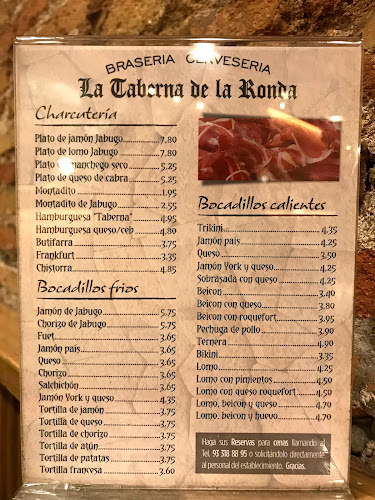 BRASERIA CERVESERIA
La Taberna de la Ronda
Charcutería
Plato de jamón Jabugo 7.80
Plato de lomo Jabugo 7.80
Plato de manchego seco 5.25
Plato de queso de cabra 5.25
Montadito 1.95
Montadito de Jabugo 2.55
Hamburguesa "Taberna" 4.95
Hamburguesa queso/ceb 4.80
Butifarra 3.75
Frankfurt 3.35
Chistorra 4.85
Bocadillos frios
Jamón de Jabugo 5.75
Chorizo de Jabugo 5.75
Fuet 3.65
Jamón país 3.65
Queso 3.65
Chorizo 3.65
Salchichón 3.65
Jamón York y queso 4.35
Tortilla de jamón 3.75
Tortilla de queso 3.75
Tortilla de chorizo 3.75
Tortilla de atún 3.75
Tortilla de patatas 3.75
Tortilla francesa 3.60
Bocadillos calientes
Trikini 4.35
Jamón país 4.25
Queso 3.50
Jamón York y queso 4.25
Sobrasada con queso 4.25
Beicon 3.40
Beicon con queso 3.80
Beicon con roquefort 3.95
Pechuga de pollo 3.90
Ternera 4.90
Bikini 3.35
Lomo 4.25
Lomo con pimientos 4.50
Lomo con queso roquefort 4.50
Lomo, beicon y queso 4.70
Lomo, beicon y huevo 4.70
Haga sus Reservas para cenas llamando al
Tel. 93 318 88 95 o solicitándolo directamente
al personal del establecimiento. Gracias.